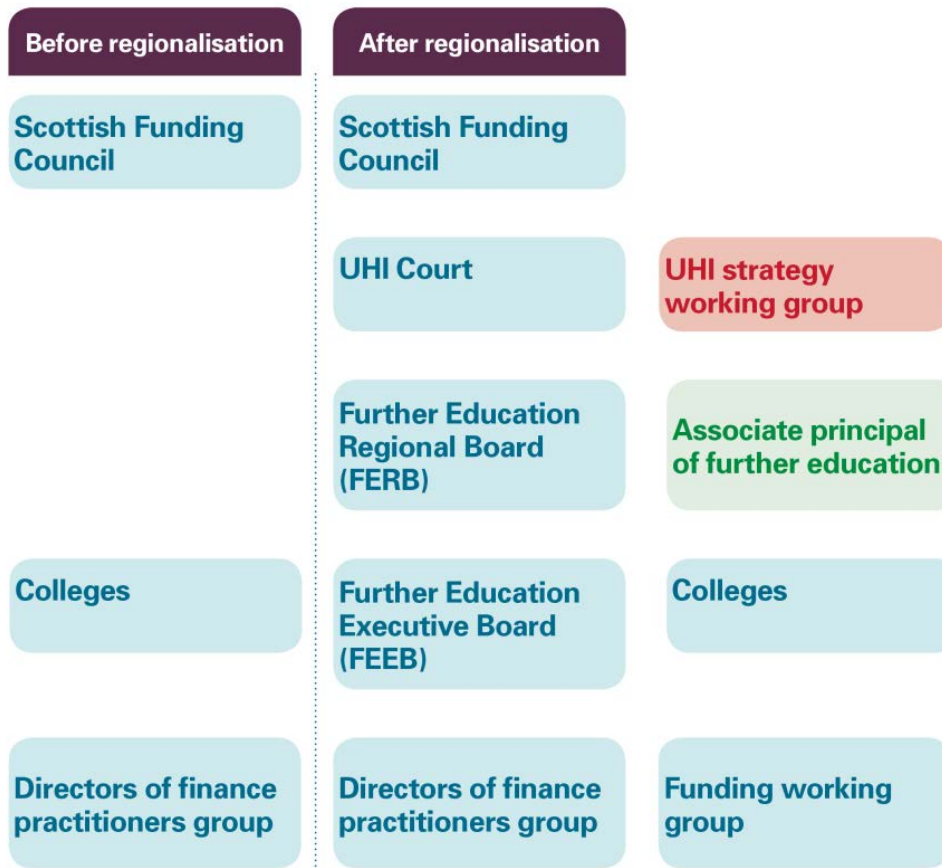 Before regionalisation
After regionalisation
Scottish Funding
Council
Scottish Funding
Council
UHI Court
UHI strategy
working group
Further Education
Regional Board
(FERB)
Associate principal
of further education
Colleges
Further Education
Executive Board
(FEEB)
Colleges
Directors of finance
practitioners group
Directors of finance
practitioners group
Funding working
group